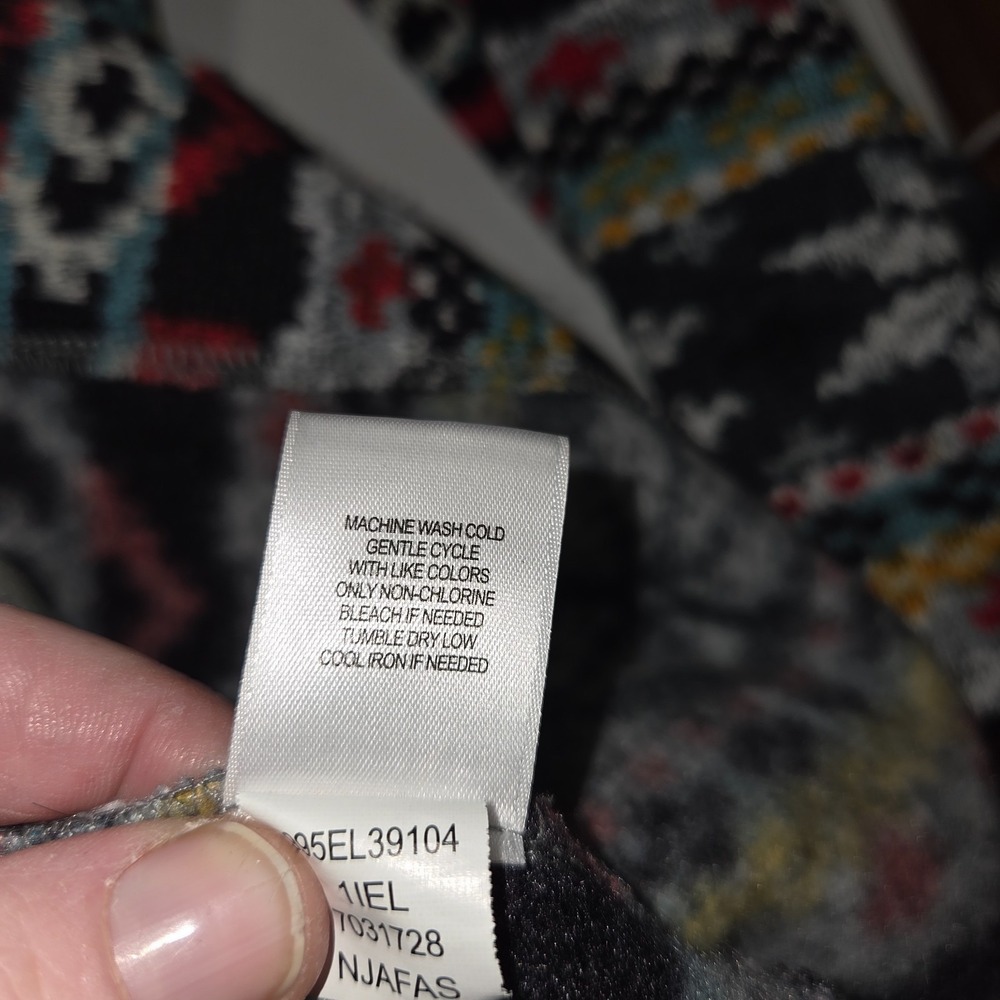 MACHINE WASH COLD
GENTLE CYCLE
WITH LIKE COLORS
ONLY NON-CHLORINE
BLEACH IF NEEDED
TUMBLE DRY LOW
COOL IRON IF NEEDED
95EL39104
1IEL
7031728
NJAFAS